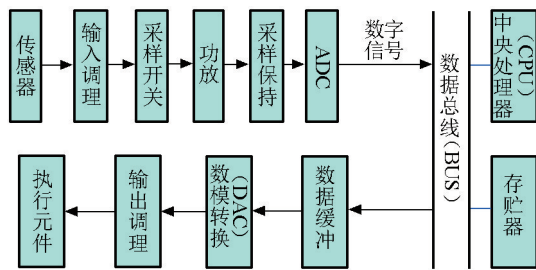 传感器
输入调理
采样开关
功放
采样保持
ADC
数字
信号
数据总线(BUS)
中央处理器
(CPU)
执行元件
输出调理
数模转换
(DAC)
数据缓冲
存贮器